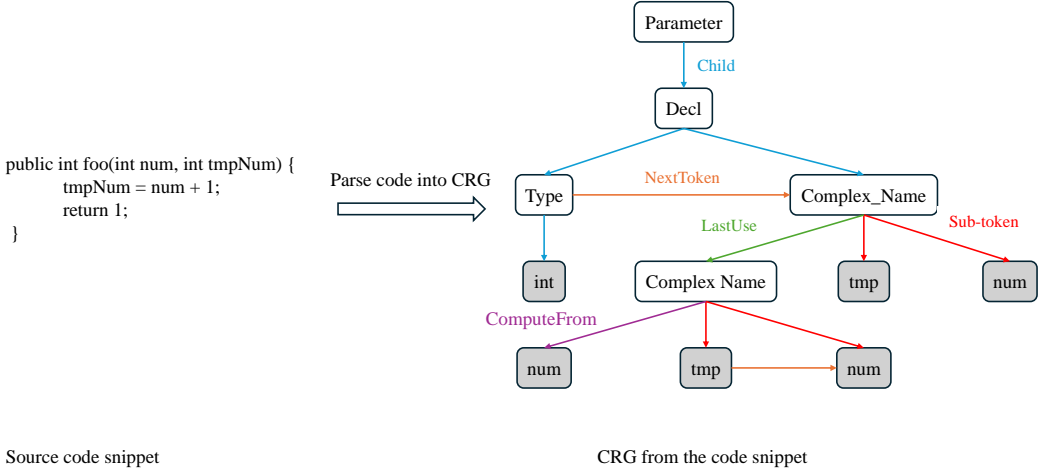 Parameter
Child
Decl
public int foo(int num, int tmpNum) {
tmpNum = num + 1;
return 1;
}
Parse code into CRG
Type
NextToken
Complex_Name
LastUse
Sub-token
int
Complex Name
tmp
num
ComputeFrom
num
tmp
num
Source code snippet
CRG from the code snippet